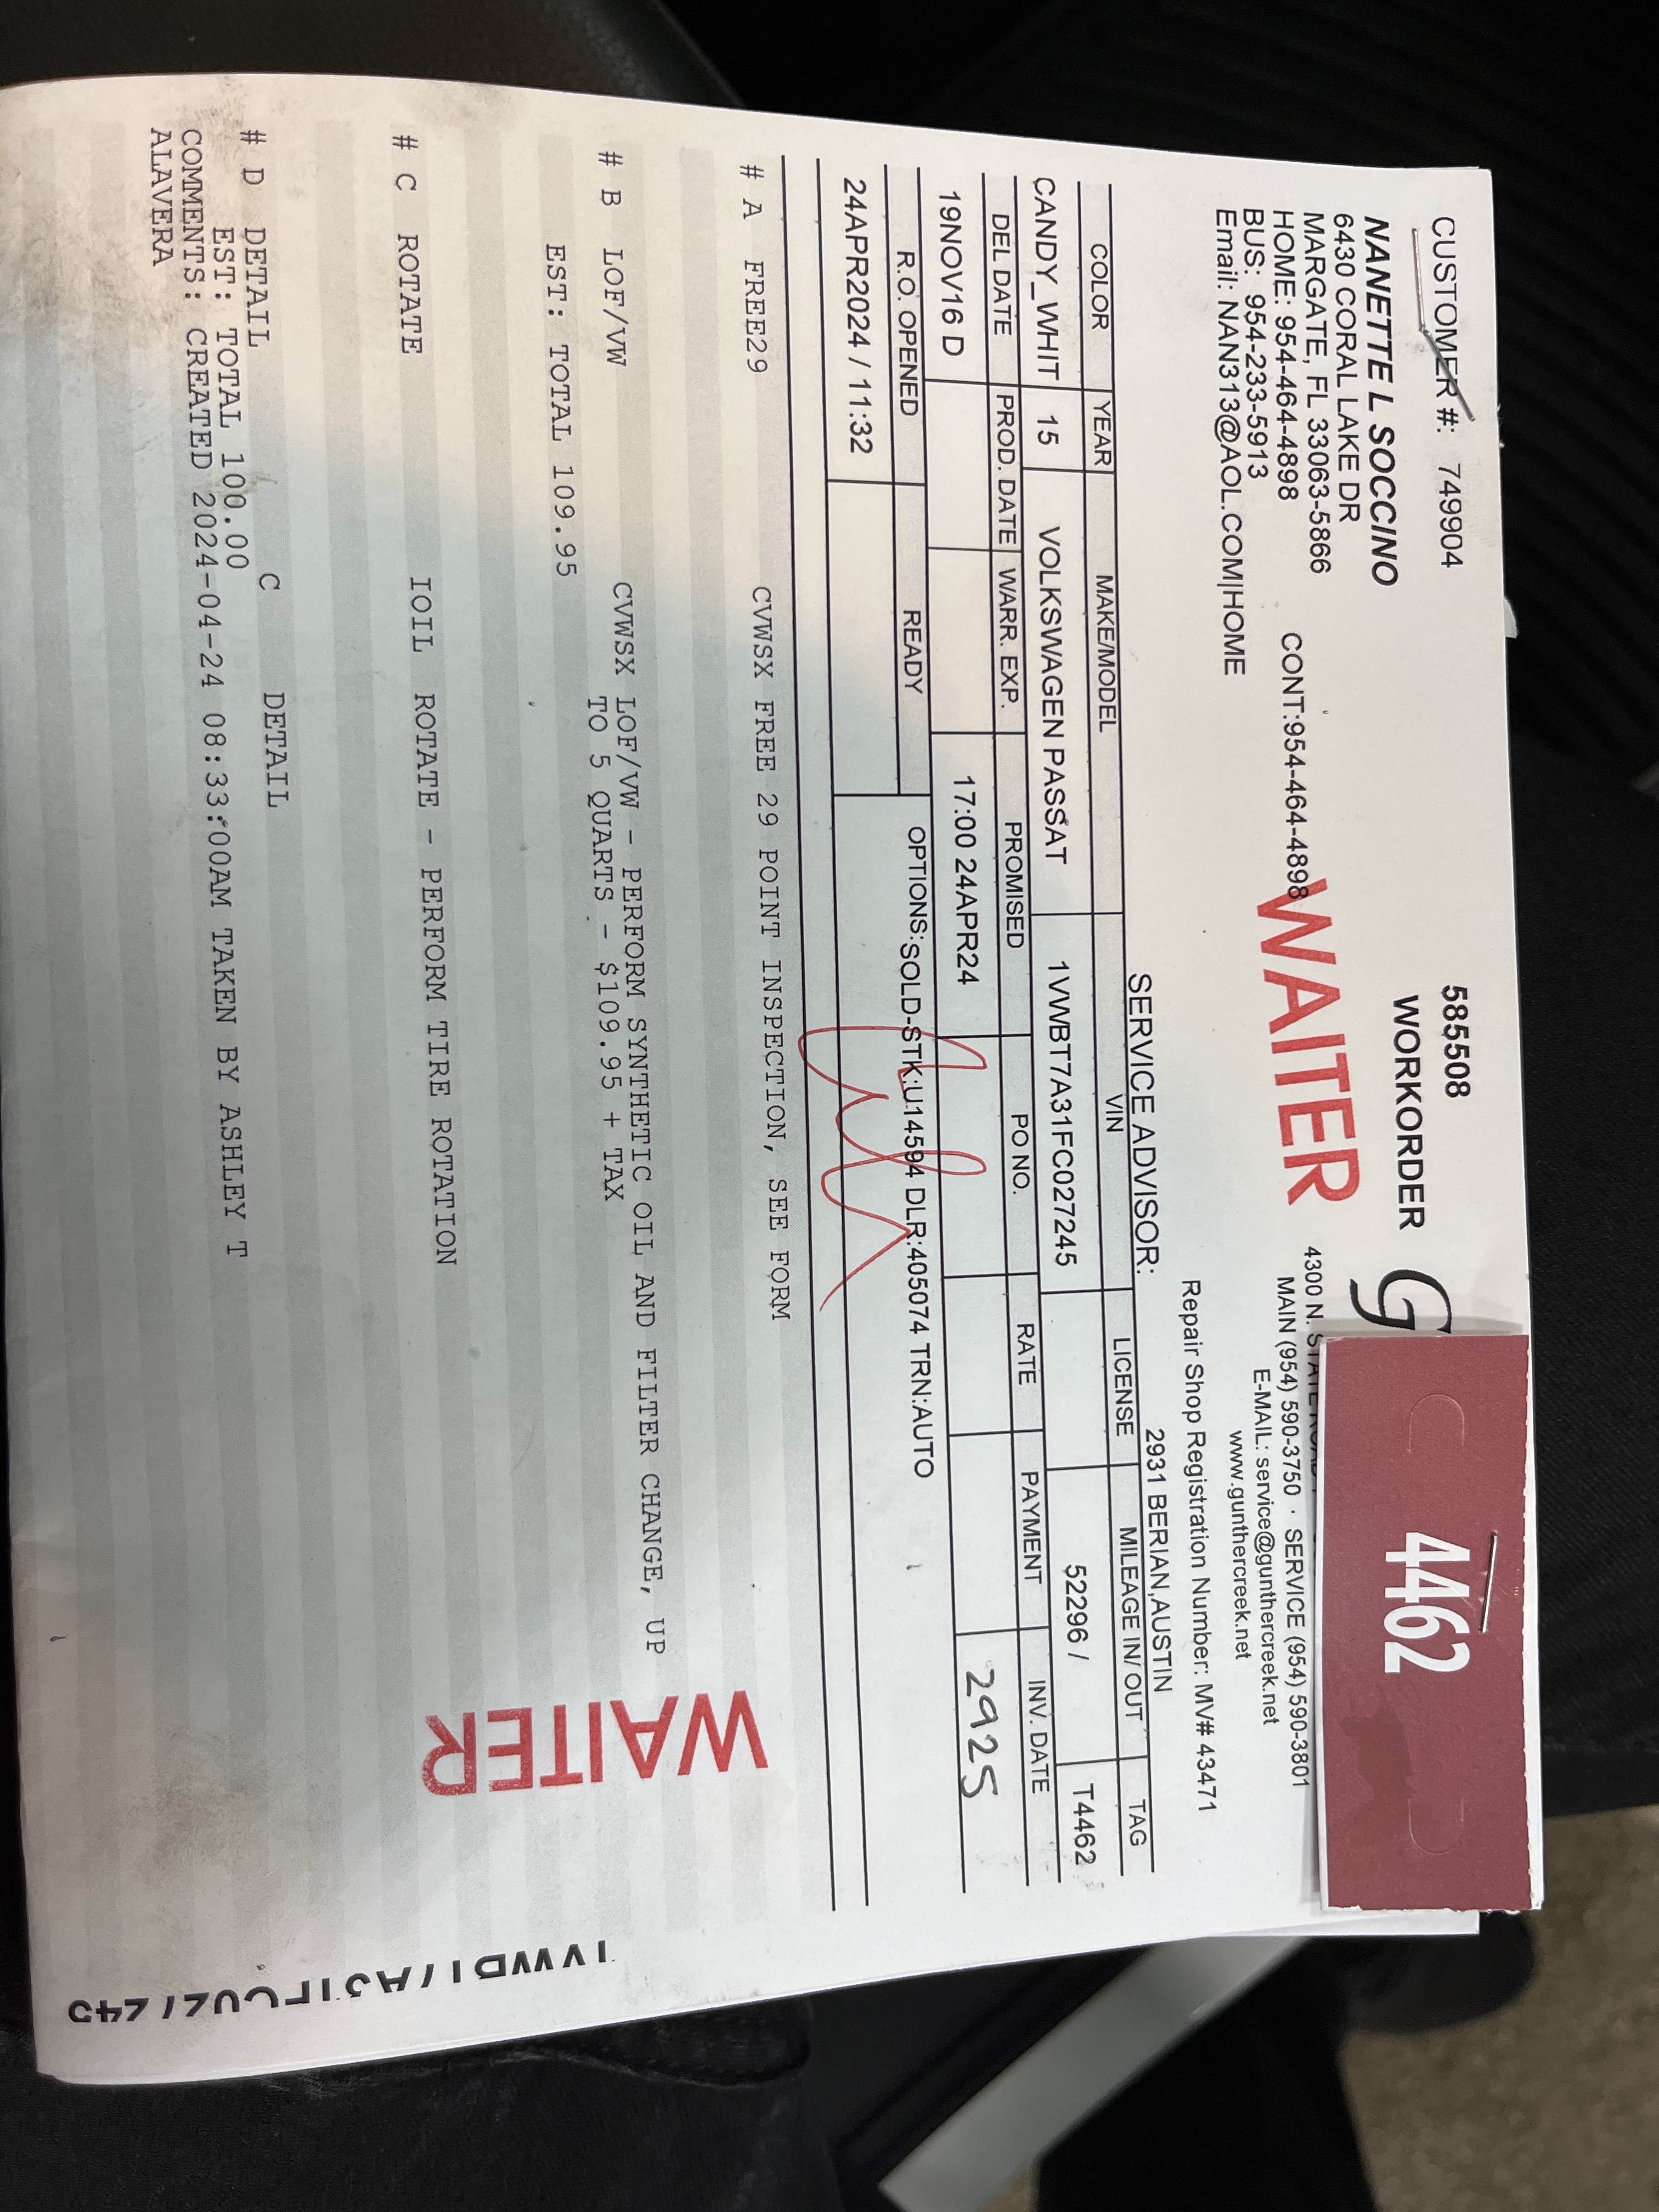 CUSTOMER #: 749904
585508
WORKORDER
G
4462
NANETTE L SOCCINO
6430 CORAL LAKE DR
MARGATE, FL 33063-5866
HOME: 954-464-4898 CONT:954-464-4898
BUS: 954-233-5913
Email: NAN313@AOL.COM|HOME
WAITER
4300 N.
MAIN (954) 590-3750 · SERVICE (954) 590-3801
E-MAIL: service@gunthercreek.net
www.gunthercreek.net
Repair Shop Registration Number: MV# 43471
SERVICE ADVISOR: 2931 BERIAN,AUSTIN
COLOR YEAR MAKE/MODEL VIN LICENSE MILEAGE IN/ OUT TAG
CANDY_WHIT 15 VOLKSWAGEN PASSAT 1VWBT7A31FC027245 52296 / T4462
DEL DATE PROD. DATE WARR. EXP. PROMISED PO NO. RATE PAYMENT INV. DATE
19NOV16 D 17:00 24APR24 2925
R.O. OPENED READY OPTIONS:SOLD-STK:U14594 DLR:405074 TRN:AUTO
24APR2024 / 11:32
# A FREE29 CVWSX FREE 29 POINT INSPECTION, SEE FORM
# B LOF/VW CVWSX LOF/VW - PERFORM SYNTHETIC OIL AND FILTER CHANGE, UP
TO 5 QUARTS - $109.95 + TAX
EST: TOTAL 109.95
WAITER
# C ROTATE IOIL ROTATE - PERFORM TIRE ROTATION
# D DETAIL C DETAIL
EST: TOTAL 100.00
COMMENTS: CREATED 2024-04-24 08:33:00AM TAKEN BY ASHLEY T
ALAVERA